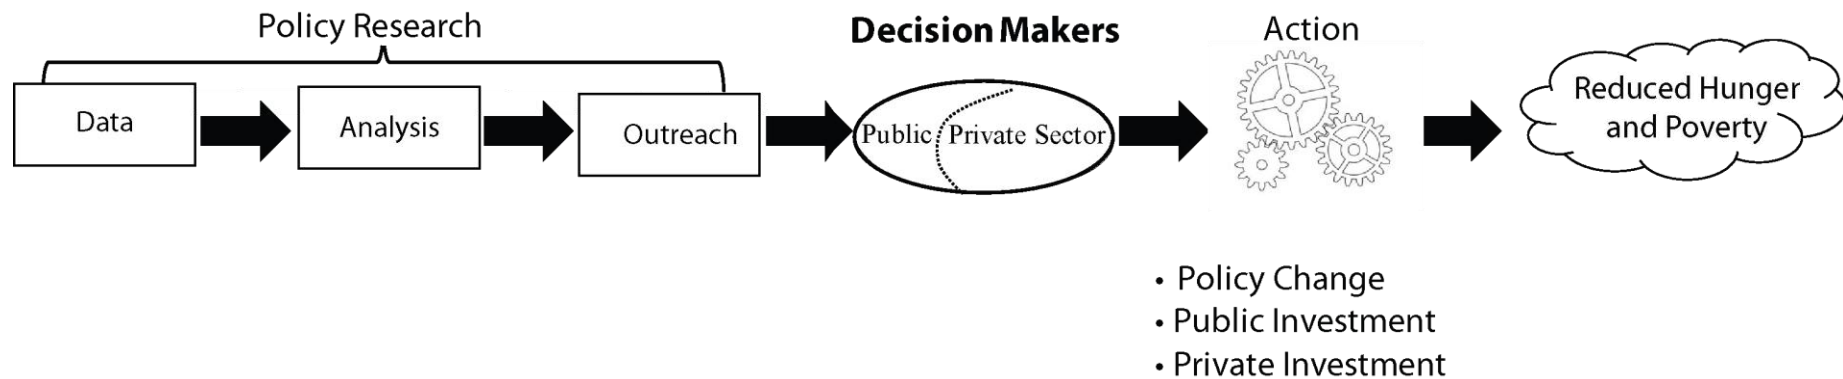 Policy Research
Decision Makers
Action
Data
Analysis
Outreach
Public
Private Sector
Reduced Hunger
and Poverty
• Policy Change
• Public Investment
• Private Investment